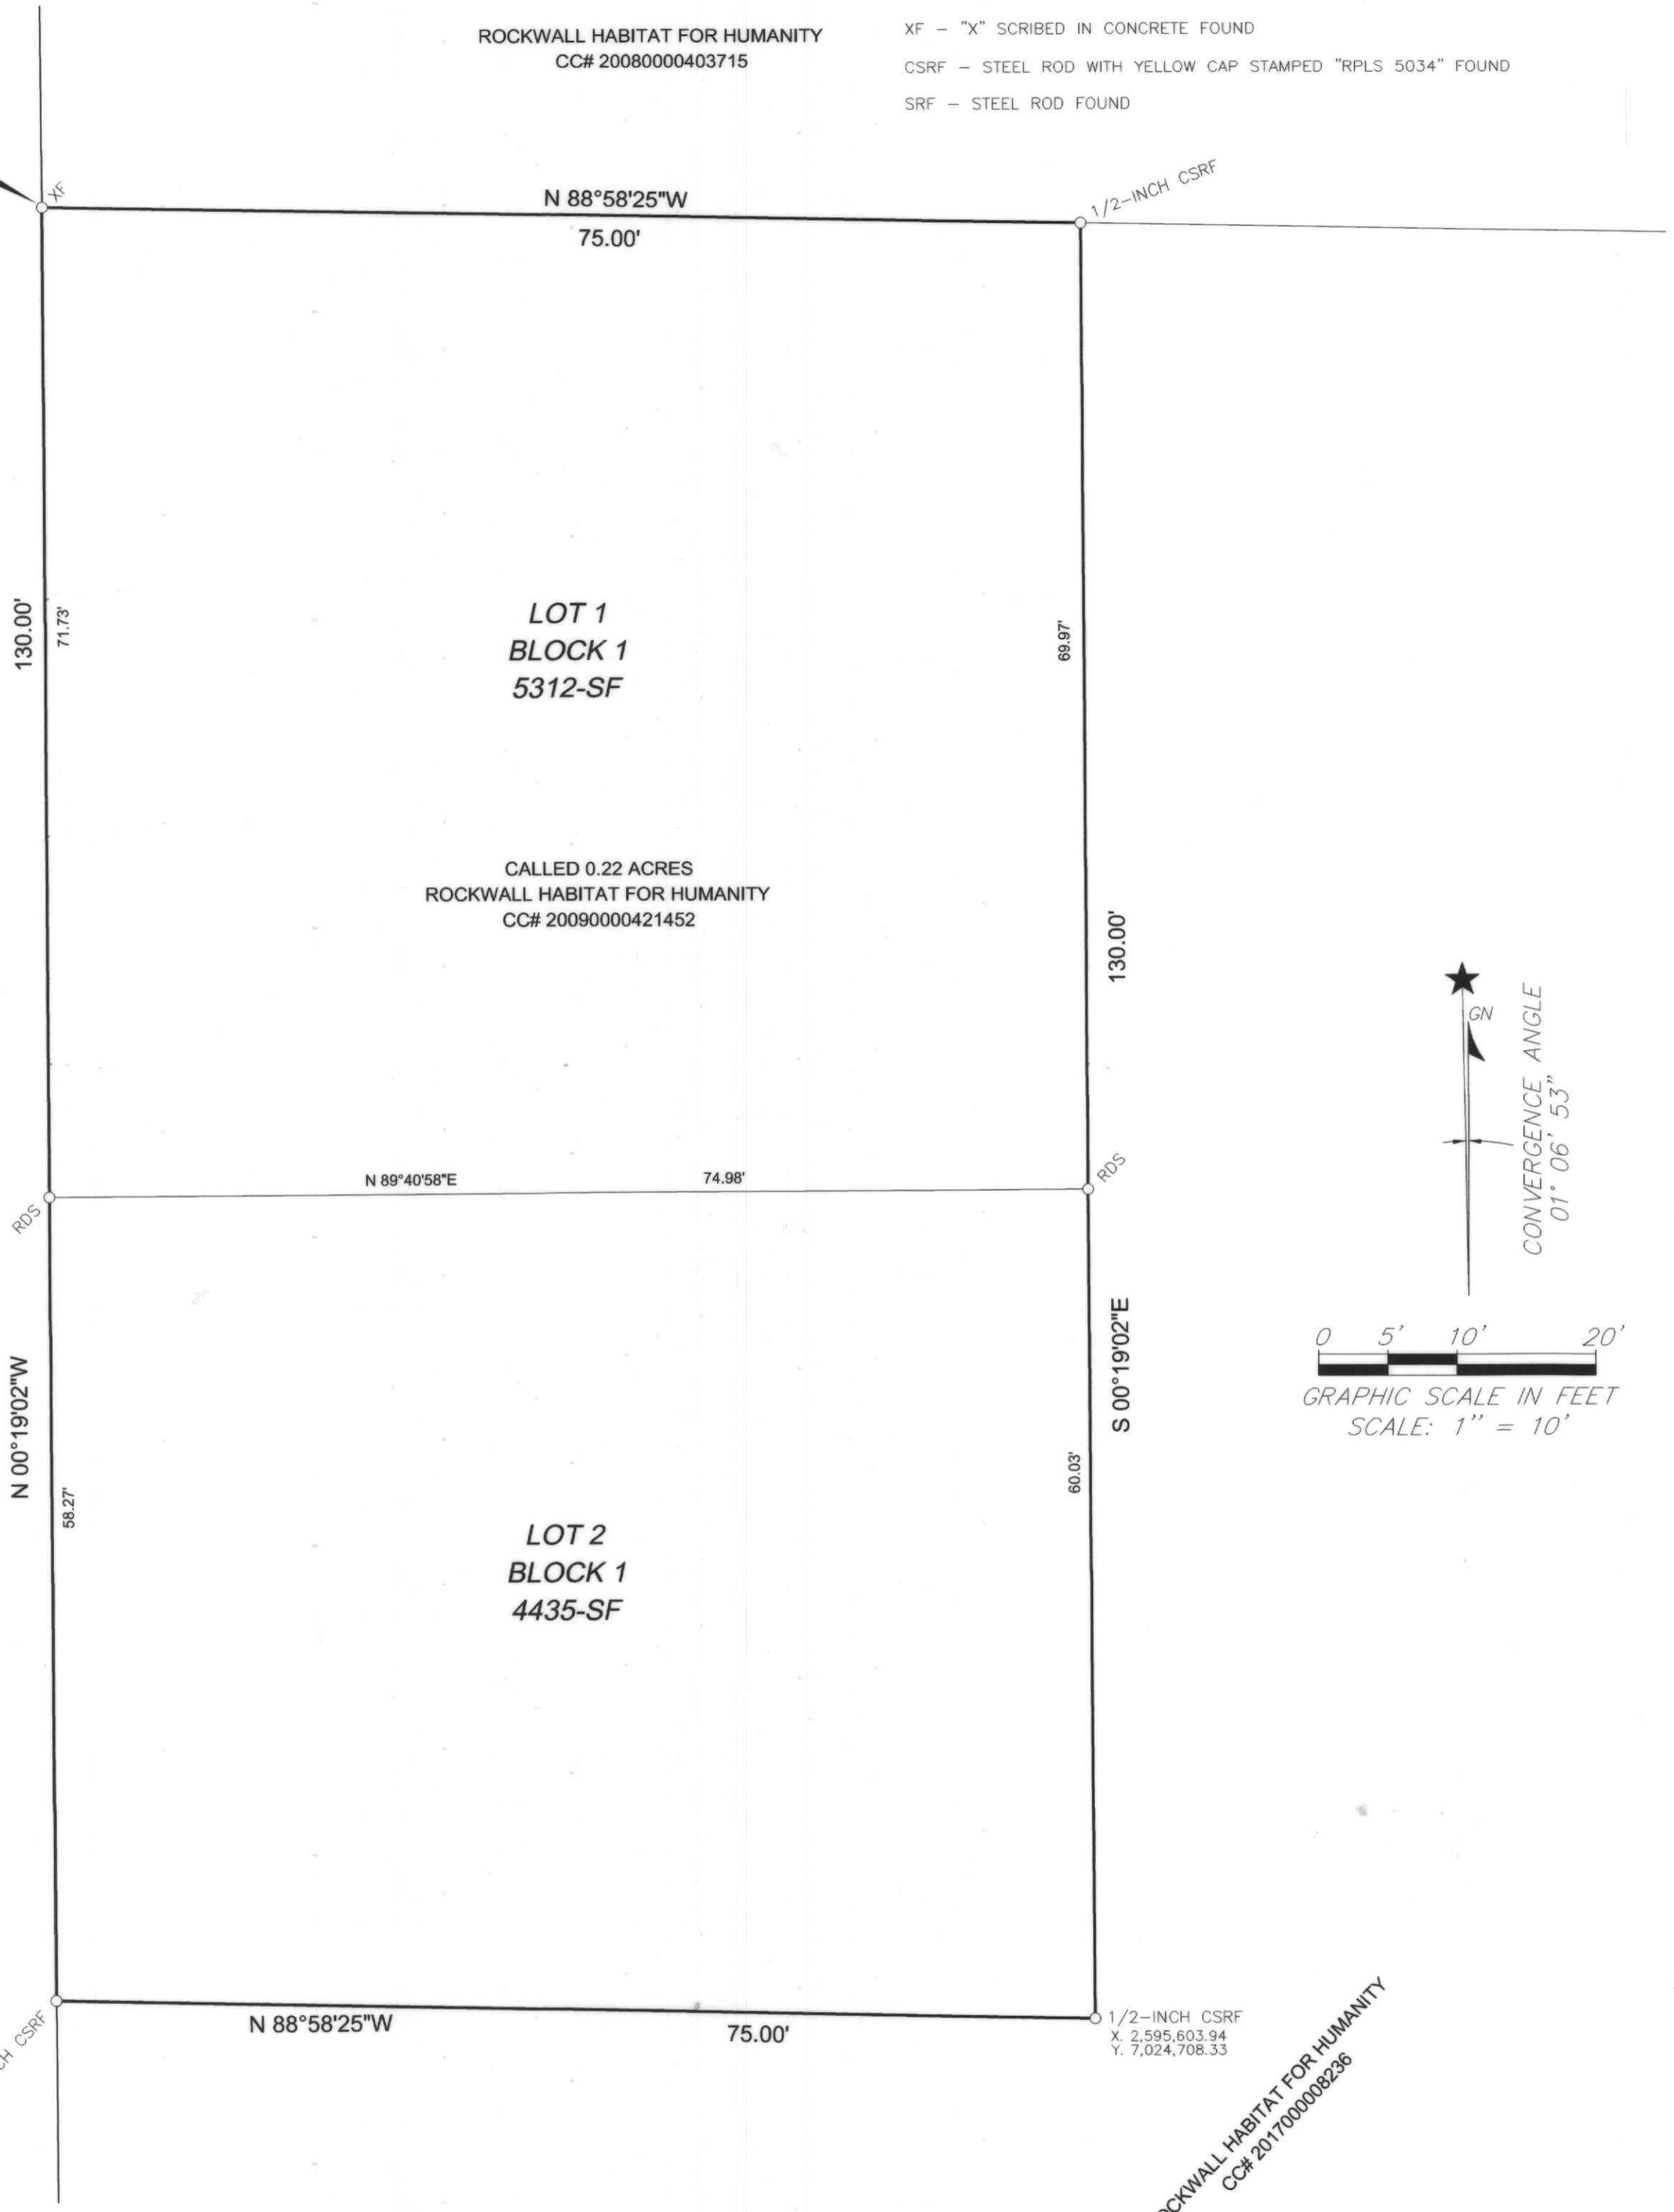 ROCKWALL HABITAT FOR HUMANITY
CC# 20080000403715
XF – "X" SCRIBED IN CONCRETE FOUND
CSRF – STEEL ROD WITH YELLOW CAP STAMPED "RPLS 5034" FOUND
SRF – STEEL ROD FOUND
XF
N 88°58'25"W
75.00'
1/2-INCH CSRF
130.00'
71.73'
LOT 1
BLOCK 1
5312-SF
69.97'
CALLED 0.22 ACRES
ROCKWALL HABITAT FOR HUMANITY
CC# 20090000421452
130.00'
GN
CONVERGENCE ANGLE
01° 06' 53"
RDS
N 89°40'58"E
74.98'
RDS
S 00°19'02"E
0 5' 10' 20'
GRAPHIC SCALE IN FEET
SCALE: 1" = 10'
N 00°19'02"W
58.27'
60.03'
LOT 2
BLOCK 1
4435-SF
CSRF
N 88°58'25"W
75.00'
1/2-INCH CSRF
X. 2,595,603.94
Y. 7,024,708.33
HABITAT FOR HUMANITY
CC# 20170000008236